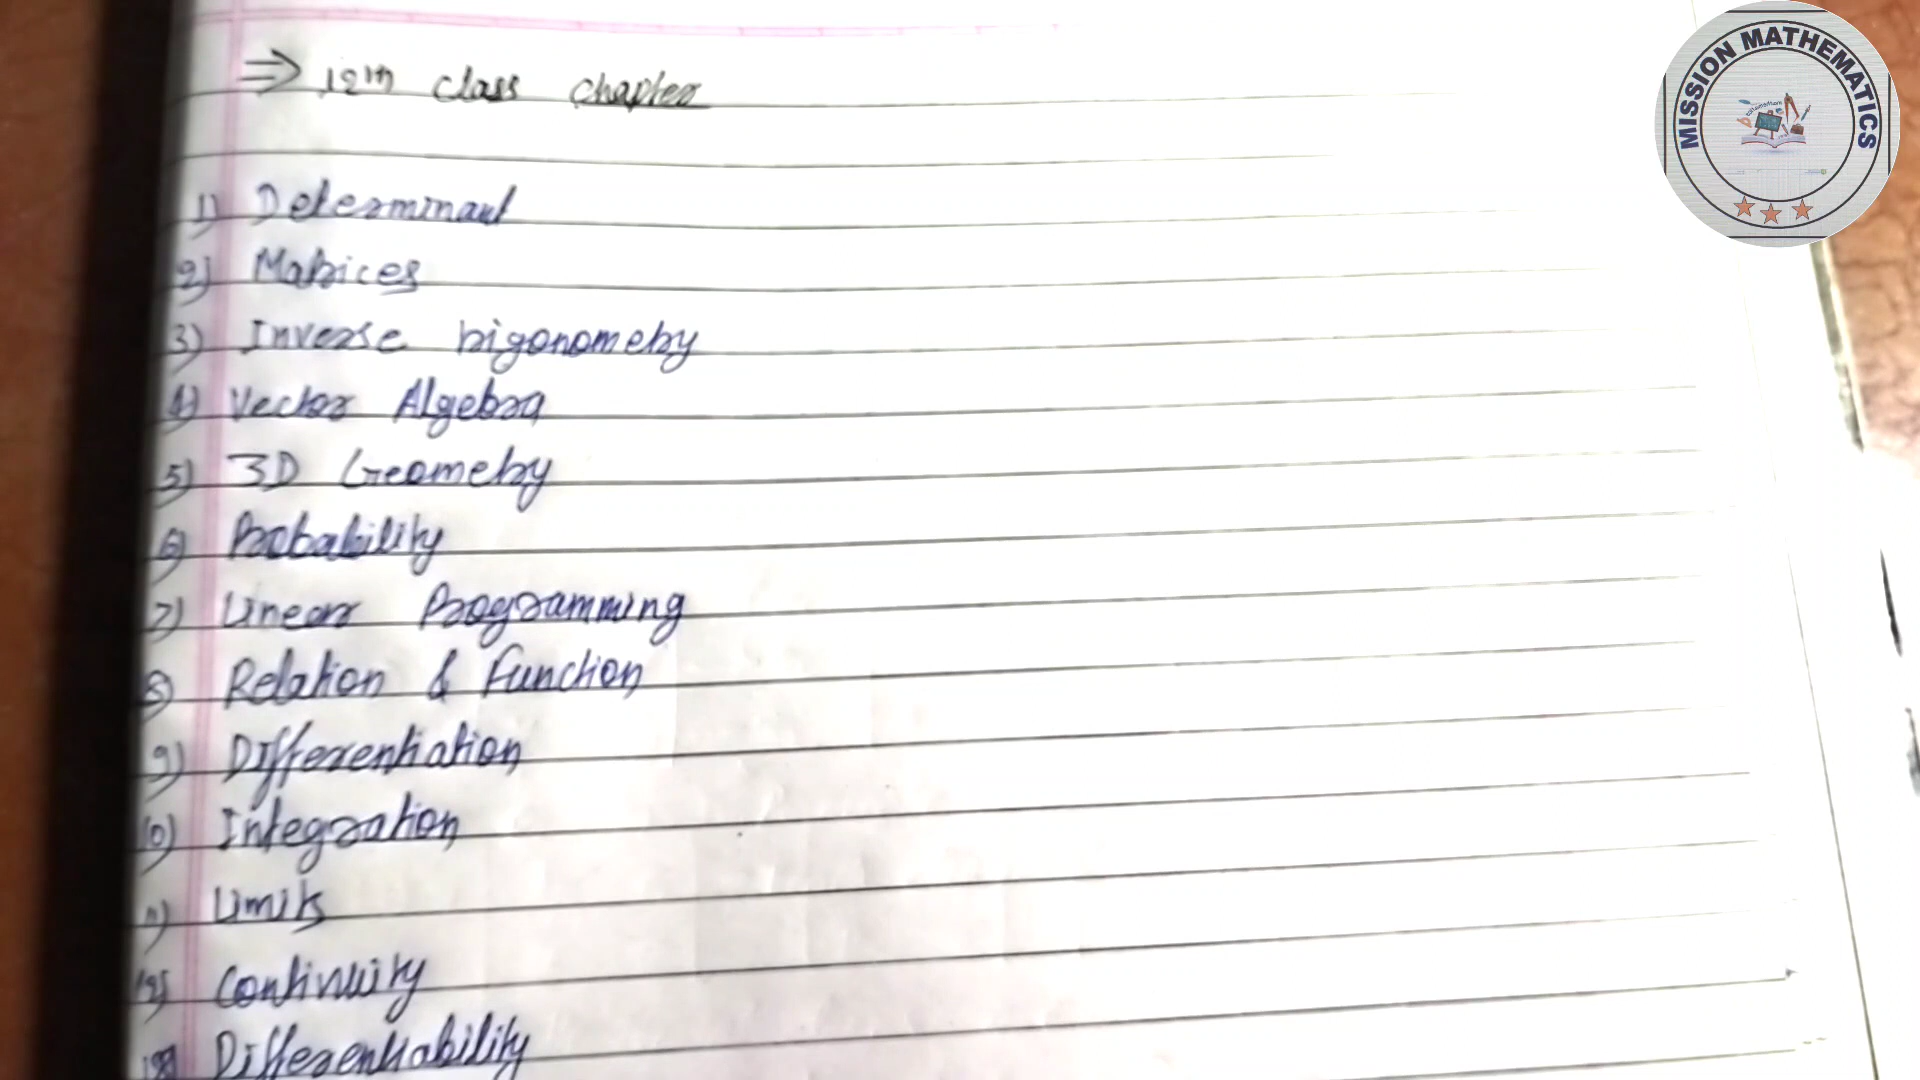 ⇒ 12th class chapter
1) Determinant
2) Matrices
3) Inverse trigonometry
4) Vector Algebra
5) 3D Geometry
6) Probability
7) Linear Programming
8) Relation & Function
9) Differentiation
10) Integration
11) Limits
12) Continuity
13) Differentiability
MISSION MATHEMATICS